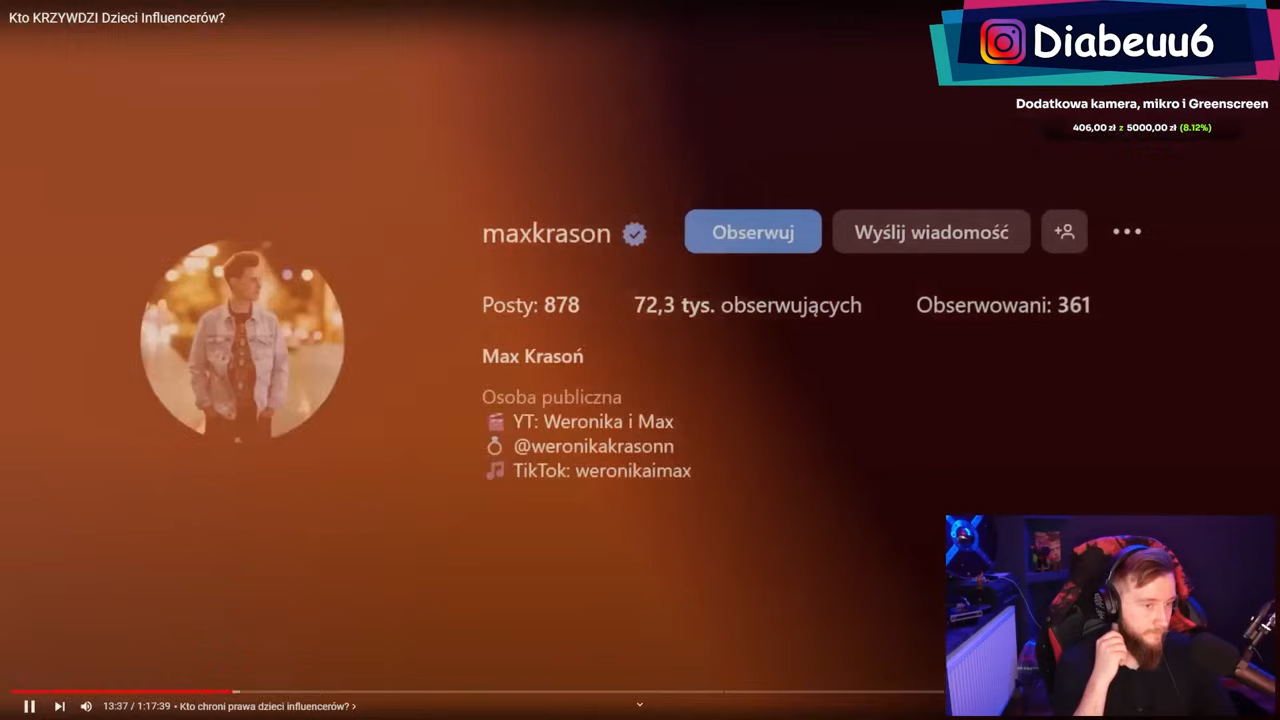 Kto KRZYWDZI Dzieci Influencerów?
Diabeuu6
Dodatkowa kamera, mikro i Greenscreen
406,00 zł z 5000,00 zł (8.12%)
maxkrason Obserwuj Wyślij wiadomość
Posty: 878 72,3 tys. obserwujących Obserwowani: 361
Max Krasoń
Osoba publiczna
YT: Weronika i Max
@weronikakrasonn
TikTok: weronikaimax
13:37 / 1:17:39 • Kto chroni prawa dzieci influencerów? >